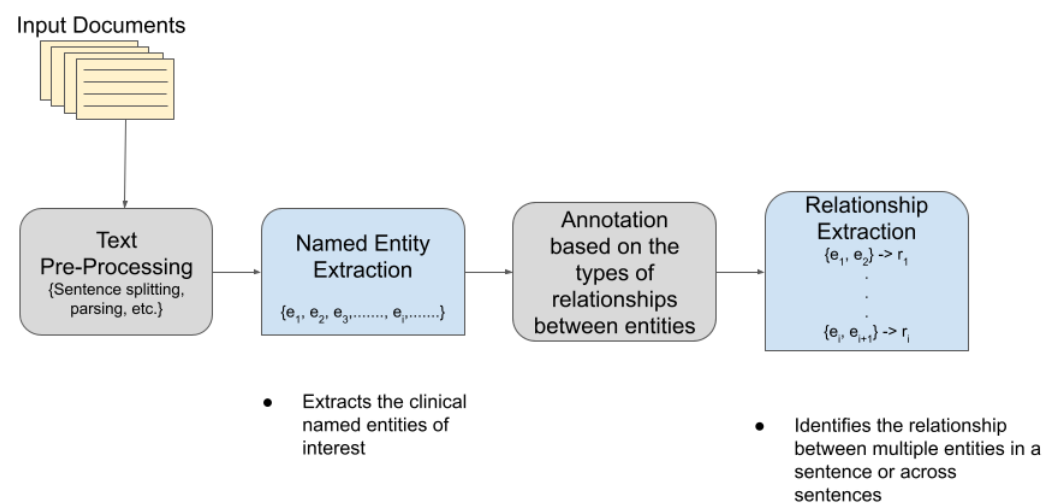 Input Documents
Text
Pre-Processing
{Sentence splitting,
parsing, etc.}
Named Entity
Extraction
{e1, e2, e3,......., ei,.......}
Annotation
based on the
types of
relationships
between entities
Relationship
Extraction
{e1, e2} -> r1
.
.
.
{ei, ei+1} -> ri
● Extracts the clinical
named entities of
interest
● Identifies the relationship
between multiple entities in a
sentence or across
sentences